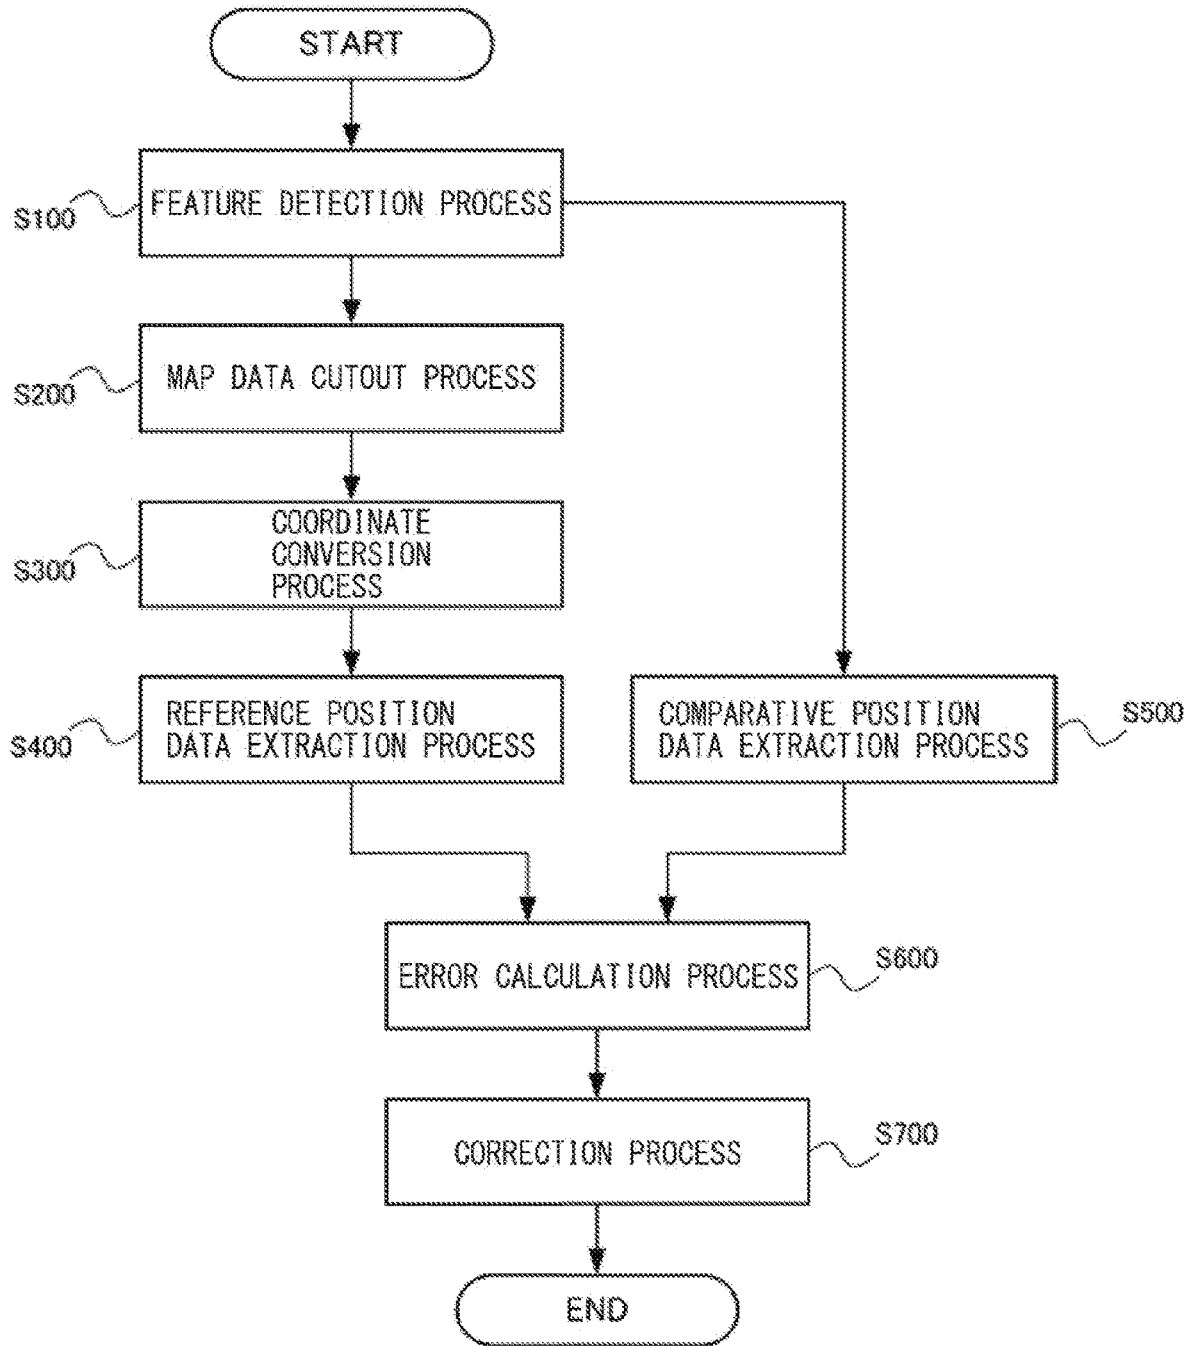 START
S100
FEATURE DETECTION PROCESS
S200
MAP DATA CUTOUT PROCESS
S300
COORDINATE
CONVERSION
PROCESS
S400
REFERENCE POSITION
DATA EXTRACTION PROCESS
COMPARATIVE POSITION
DATA EXTRACTION PROCESS
S500
ERROR CALCULATION PROCESS
S600
CORRECTION PROCESS
S700
END